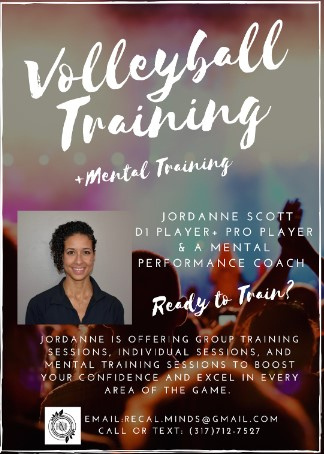 Volleyball
Training
+Mental Training
JORDANNE SCOTT
D1 PLAYER+ PRO PLAYER
& A MENTAL
PERFORMANCE COACH
Ready to Train?
JORDANNE IS OFFERING GROUP TRAINING
SESSIONS, INDIVIDUAL SESSIONS, AND
MENTAL TRAINING SESSIONS TO BOOST
YOUR CONFIDENCE AND EXCEL IN EVERY
AREA OF THE GAME.
EMAIL:RECAL.MINDS@GMAIL.COM
CALL OR TEXT: (317)712-7527